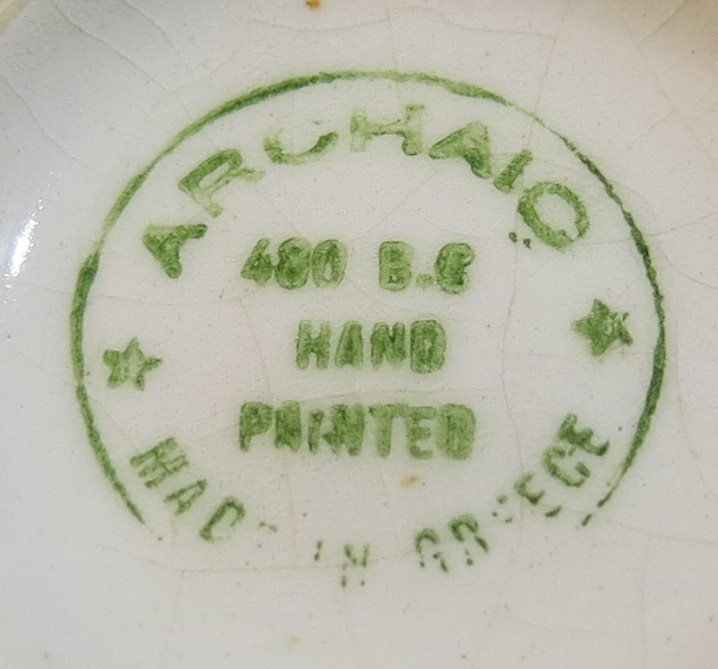 ARCHAIC
480 B.C
HAND
PAINTED
MADE IN GREECE